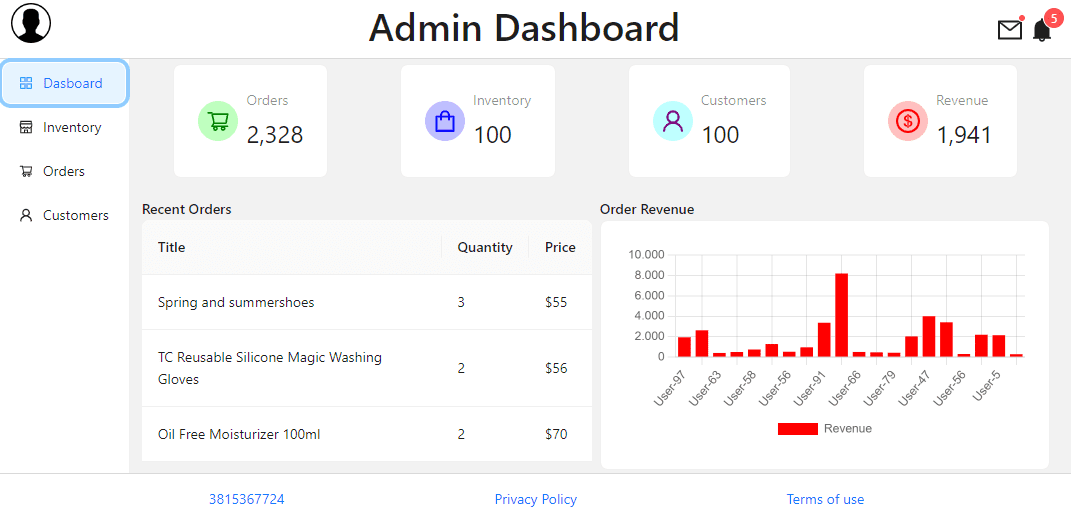 Admin Dashboard
5
Dasboard
Inventory
Orders
Customers
Orders
2,328
Inventory
100
Customers
100
Revenue
1,941
Recent Orders
Title Quantity Price
Spring and summershoes 3 $55
TC Reusable Silicone Magic Washing
Gloves 2 $56
Oil Free Moisturizer 100ml 2 $70
Order Revenue
10.000
8.000
6.000
4.000
2.000
0
User-97 User-63 User-58 User-56 User-91 User-66 User-79 User-47 User-56 User-5
Revenue
3815367724 Privacy Policy Terms of use